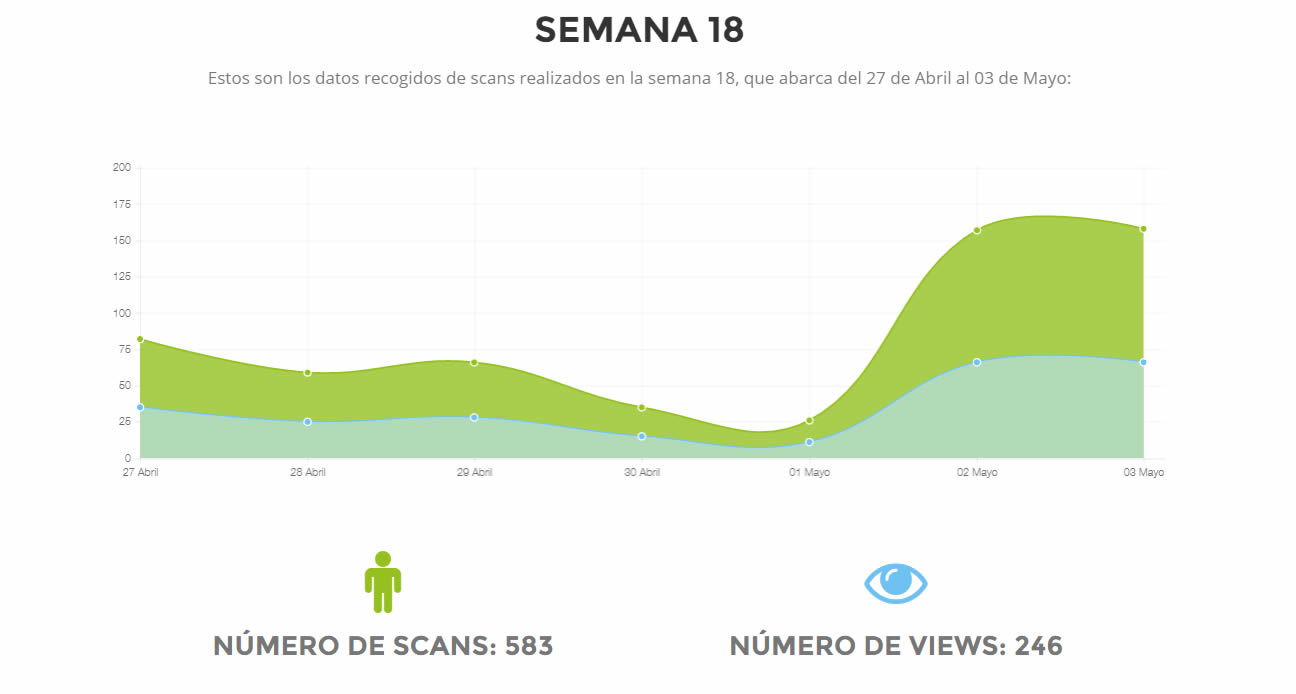 SEMANA 18
Estos son los datos recogidos de scans realizados en la semana 18, que abarca del 27 de Abril al 03 de Mayo:
200
175
150
125
100
75
50
25
0
27 Abril 28 Abril 29 Abril 30 Abril 01 Mayo 02 Mayo 03 Mayo
NÚMERO DE SCANS: 583 NÚMERO DE VIEWS: 246